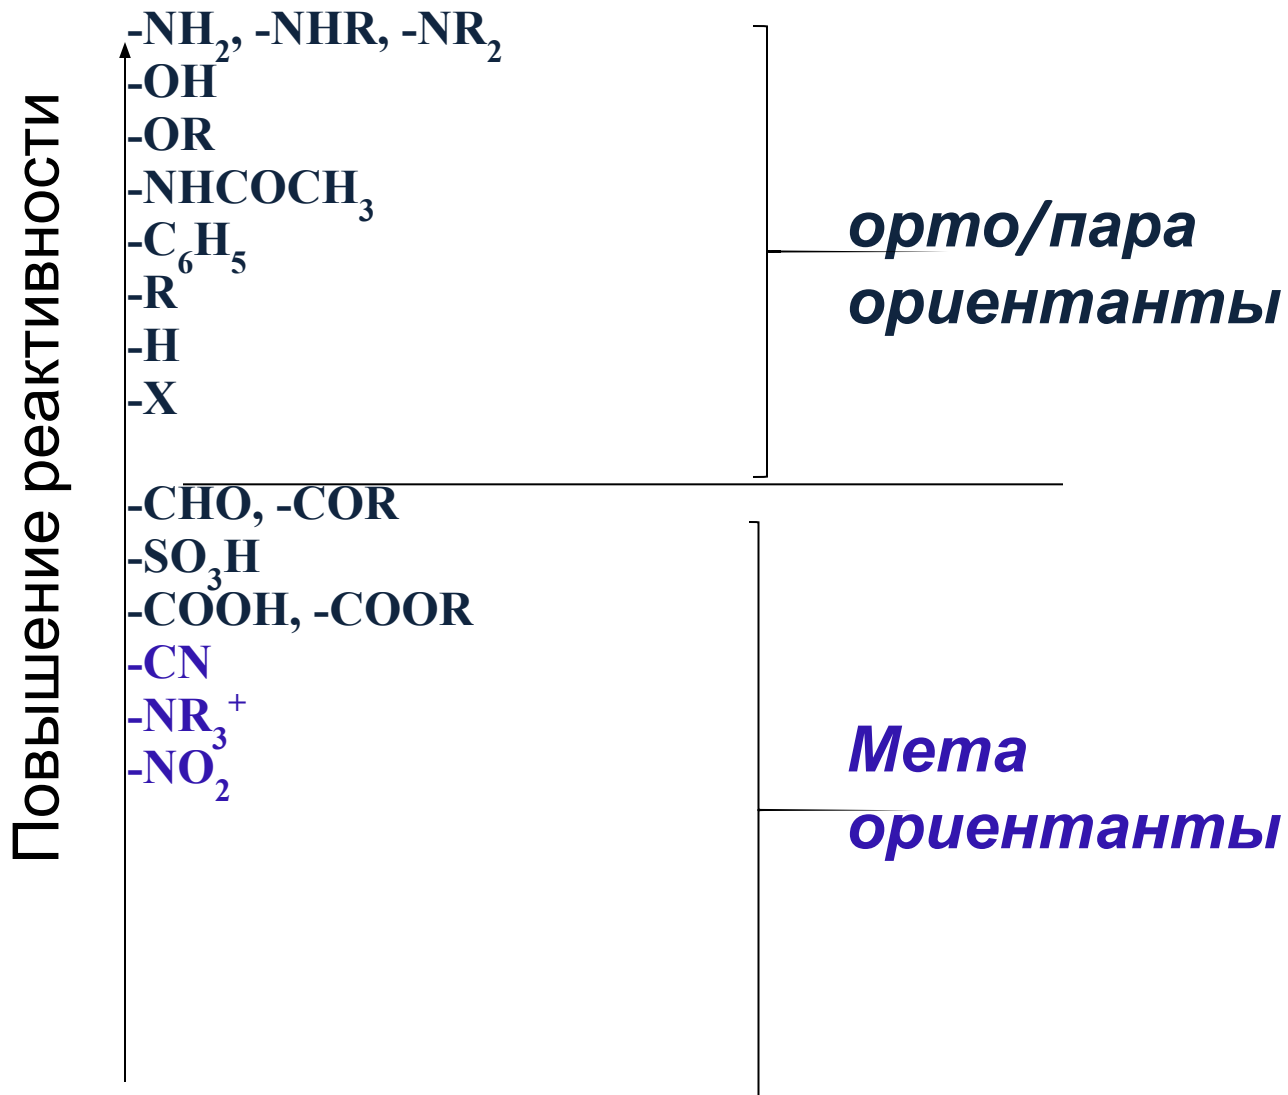 Повышение реактивности
-NH₂, -NHR, -NR₂
-OH
-OR
-NHCOCH₃
-C₆H₅
-R
-H
-X
орто/пара
ориентанты
-CHO, -COR
-SO₃H
-COOH, -COOR
-CN
-NR₃⁺
-NO₂
Мета
ориентанты